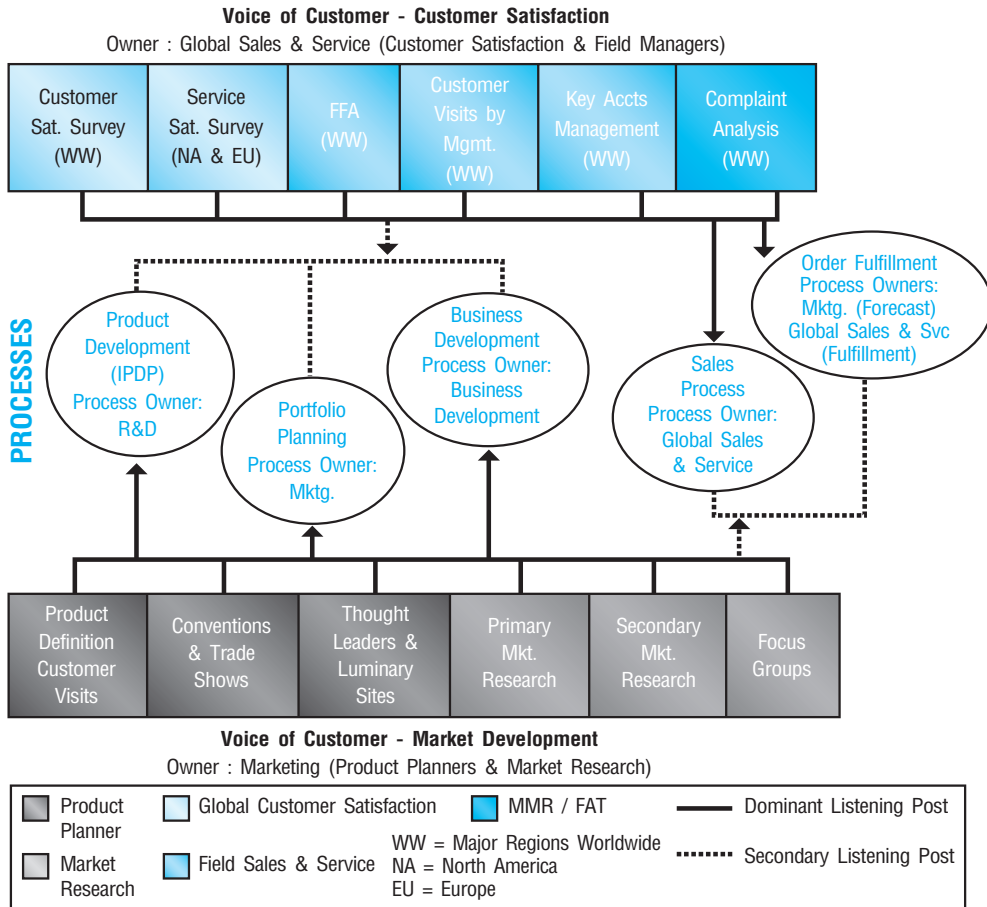 Voice of Customer - Customer Satisfaction
Owner : Global Sales & Service (Customer Satisfaction & Field Managers)
Customer
Sat. Survey
(WW)
Service
Sat. Survey
(NA & EU)
FFA
(WW)
Customer
Visits by
Mgmt.
(WW)
Key Accts
Management
(WW)
Complaint
Analysis
(WW)
PROCESSES
Product
Development
(IPDP)
Process Owner:
R&D
Portfolio
Planning
Process Owner:
Mktg.
Business
Development
Process Owner:
Business
Development
Sales
Process
Process Owner:
Global Sales
& Service
Order Fulfillment
Process Owners:
Mktg. (Forecast)
Global Sales & Svc
(Fulfillment)
Product
Definition
Customer
Visits
Conventions
& Trade
Shows
Thought
Leaders &
Luminary
Sites
Primary
Mkt.
Research
Secondary
Mkt.
Research
Focus
Groups
Voice of Customer - Market Development
Owner : Marketing (Product Planners & Market Research)
Product
Planner
Market
Research
Global Customer Satisfaction
Field Sales & Service
MMR / FAT
WW = Major Regions Worldwide
NA = North America
EU = Europe
Dominant Listening Post
Secondary Listening Post